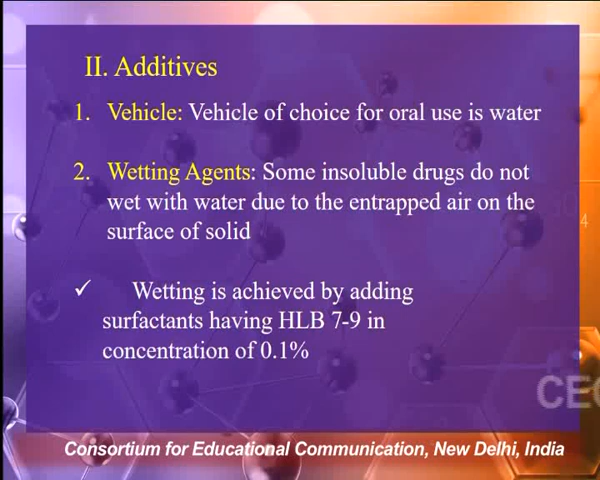 II. Additives
1. Vehicle: Vehicle of choice for oral use is water
2. Wetting Agents: Some insoluble drugs do not
wet with water due to the entrapped air on the
surface of solid
✓ Wetting is achieved by adding
surfactants having HLB 7-9 in
concentration of 0.1%
CEC
Consortium for Educational Communication, New Delhi, India